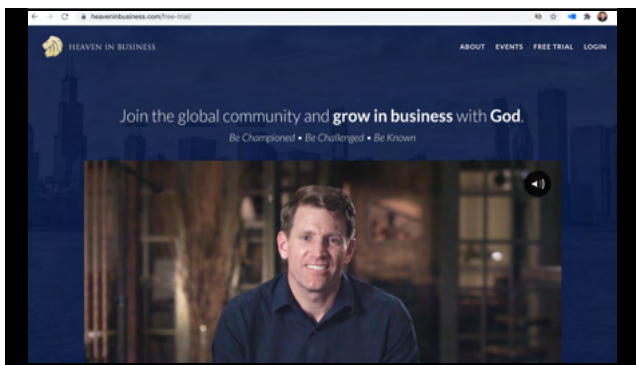 heaveninbusiness.com/free-trial/
HEAVEN IN BUSINESS
ABOUT EVENTS FREE TRIAL LOGIN
Join the global community and grow in business with God.
Be Championed • Be Challenged • Be Known